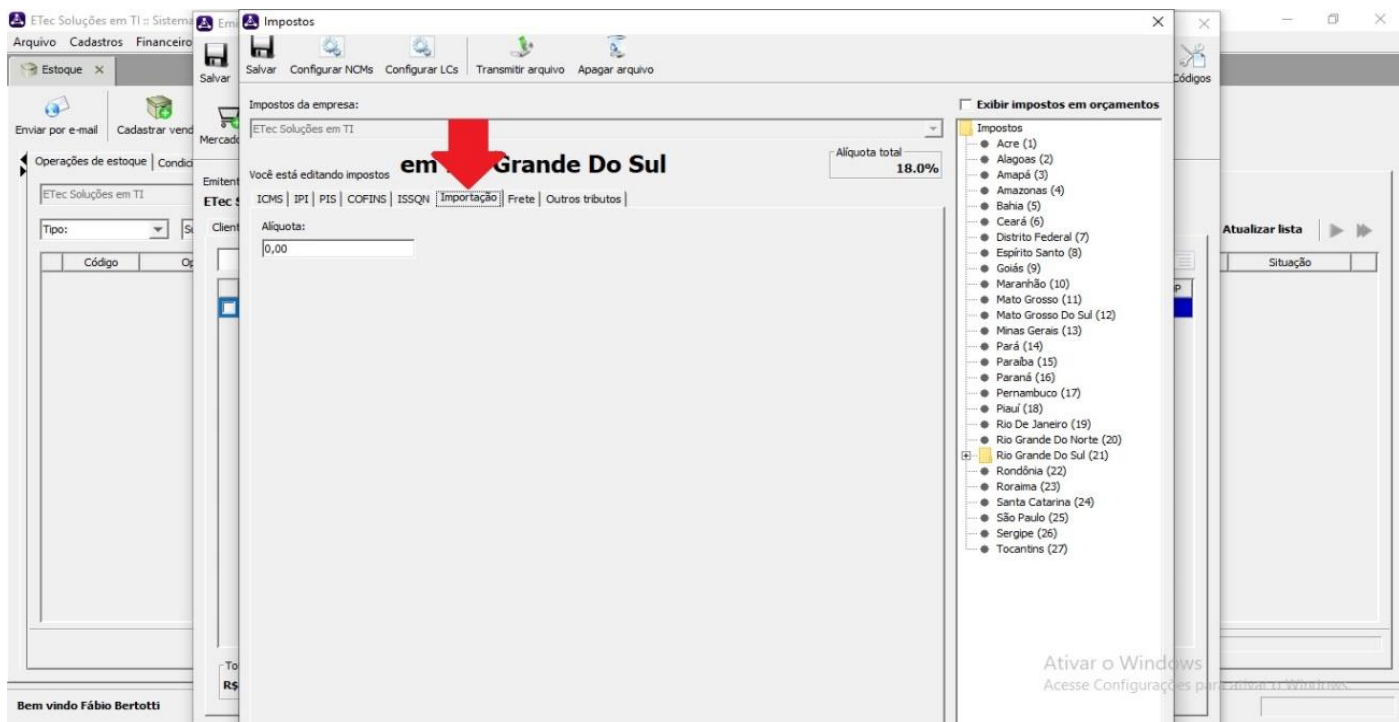 ETec Soluções em TI :: Sistema
Arquivo Cadastros Financeiro
Estoque
Enviar por e-mail Cadastrar vend
Operações de estoque Condic
ETec Soluções em TI
Tipo:
Código
Bem vindo Fábio Bertotti
Salvar
Mercado
Emitent
ETec S
Client
R$
Impostos
Salvar Configurar NCMs Configurar LCs Transmitir arquivo Apagar arquivo
Impostos da empresa:
ETec Soluções em TI
Você está editando impostos em Grande Do Sul
Alíquota total
18.0%
ICMS IPI PIS COFINS ISSQN Importação Frete Outros tributos
Alíquota:
0,00
Exibir impostos em orçamentos
Impostos
Acre (1)
Alagoas (2)
Amapá (3)
Amazonas (4)
Bahia (5)
Ceará (6)
Distrito Federal (7)
Espírito Santo (8)
Goiás (9)
Maranhão (10)
Mato Grosso (11)
Mato Grosso Do Sul (12)
Minas Gerais (13)
Pará (14)
Paraíba (15)
Paraná (16)
Pernambuco (17)
Piauí (18)
Rio De Janeiro (19)
Rio Grande Do Norte (20)
Rio Grande Do Sul (21)
Rondônia (22)
Roraima (23)
Santa Catarina (24)
São Paulo (25)
Sergipe (26)
Tocantins (27)
Códigos
Atualizar lista
Situação
Ativar o Windows
Acesse Configurações para ativar o Windows.